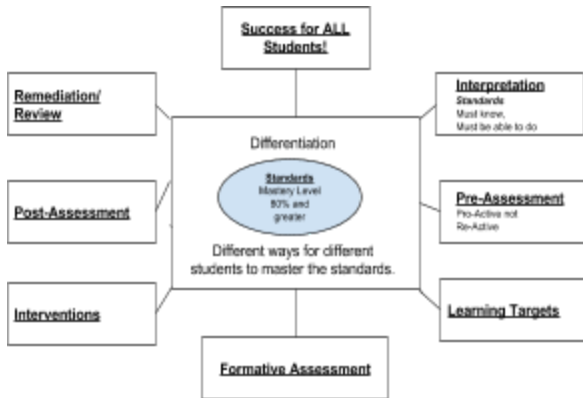 Success for ALL
Students!
Remediation/
Review
Interpretation
Standards
Must know,
Must be able to do
Differentiation
Standards
Mastery Level
80% and
greater
Post-Assessment
Pre-Assessment
Pro-Active not
Re-Active
Different ways for different
students to master the standards.
Interventions
Learning Targets
Formative Assessment